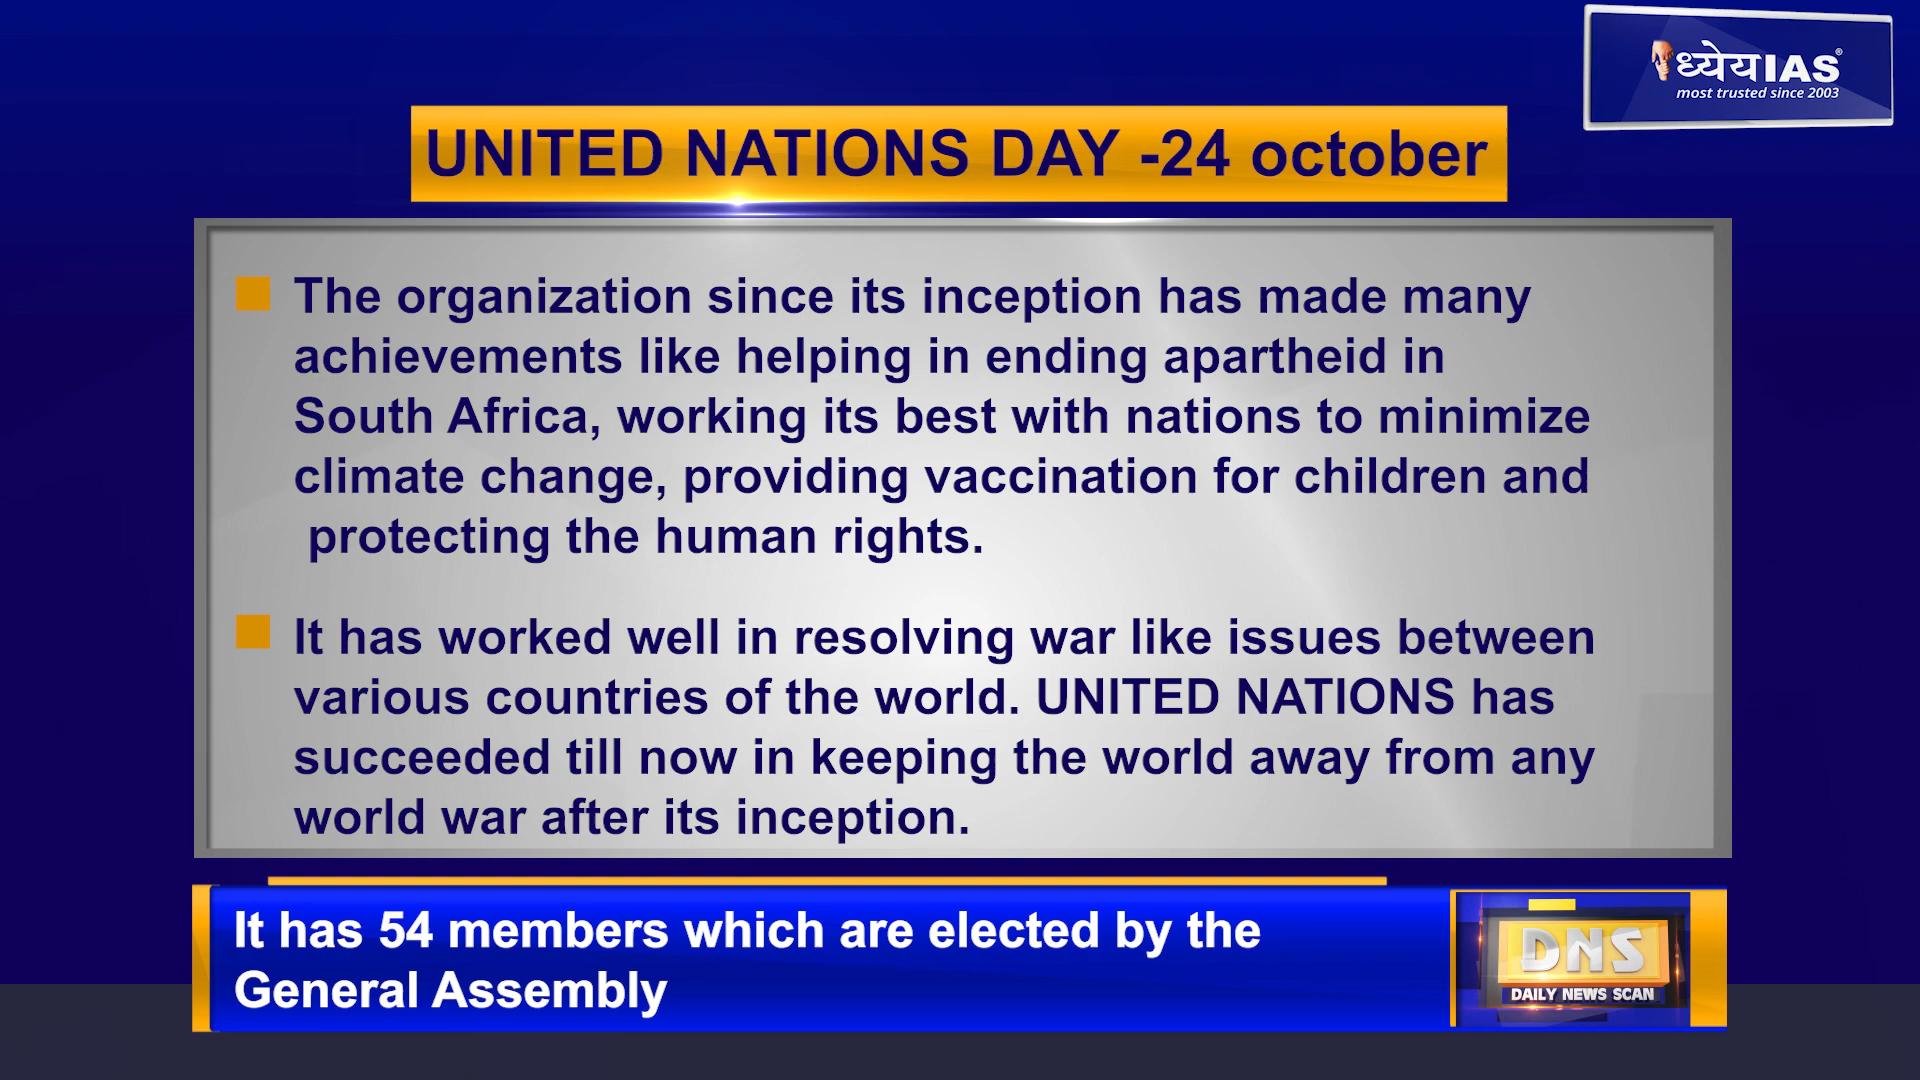 ध्येयIAS®
most trusted since 2003
UNITED NATIONS DAY -24 october
The organization since its inception has made many
achievements like helping in ending apartheid in
South Africa, working its best with nations to minimize
climate change, providing vaccination for children and
protecting the human rights.
It has worked well in resolving war like issues between
various countries of the world. UNITED NATIONS has
succeeded till now in keeping the world away from any
world war after its inception.
It has 54 members which are elected by the
General Assembly
DNS
DAILY NEWS SCAN